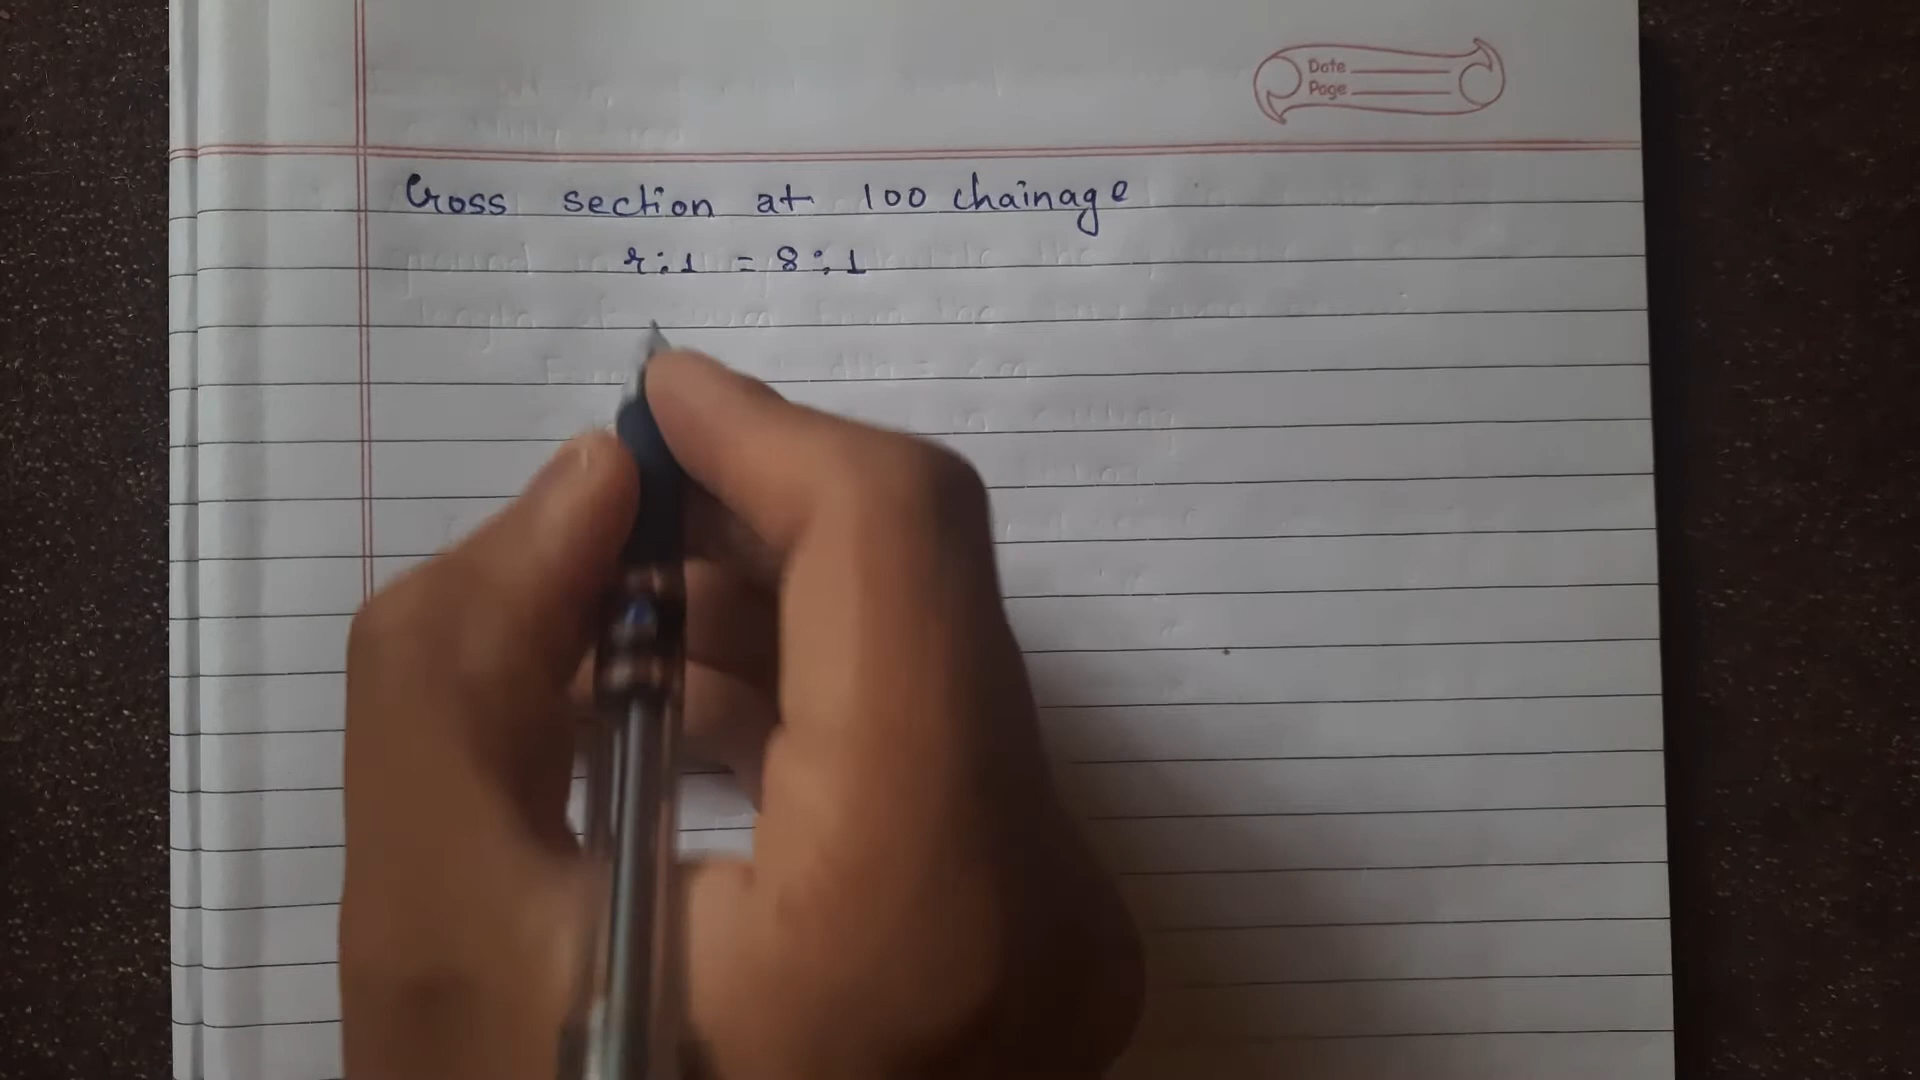 Date
Page
Cross section at 100 chainage
r:1 = 8:1